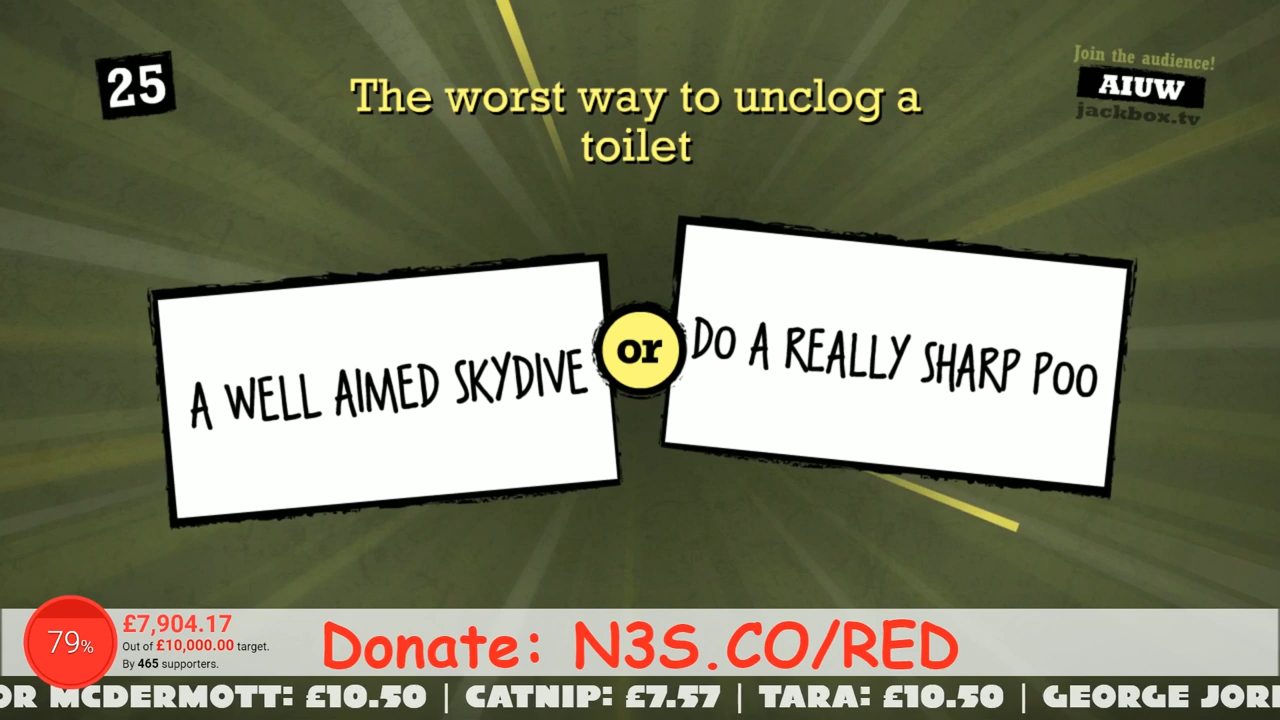 25
The worst way to unclog a
toilet
Join the audience!
AIUW
jackbox.tv
A WELL AIMED SKYDIVE
or
DO A REALLY SHARP POO
79%
£7,904.17
Out of £10,000.00 target.
By 465 supporters.
Donate: N3S.CO/RED
OR MCDERMOTT: £10.50 | CATNIP: £7.57 | TARA: £10.50 | GEORGE JOR